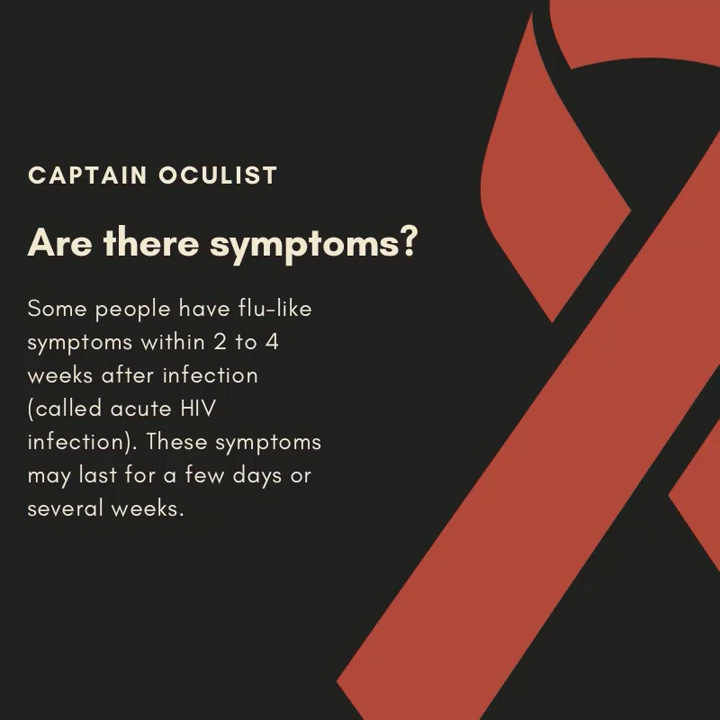 CAPTAIN OCULIST
Are there symptoms?
Some people have flu-like
symptoms within 2 to 4
weeks after infection
(called acute HIV
infection). These symptoms
may last for a few days or
several weeks.